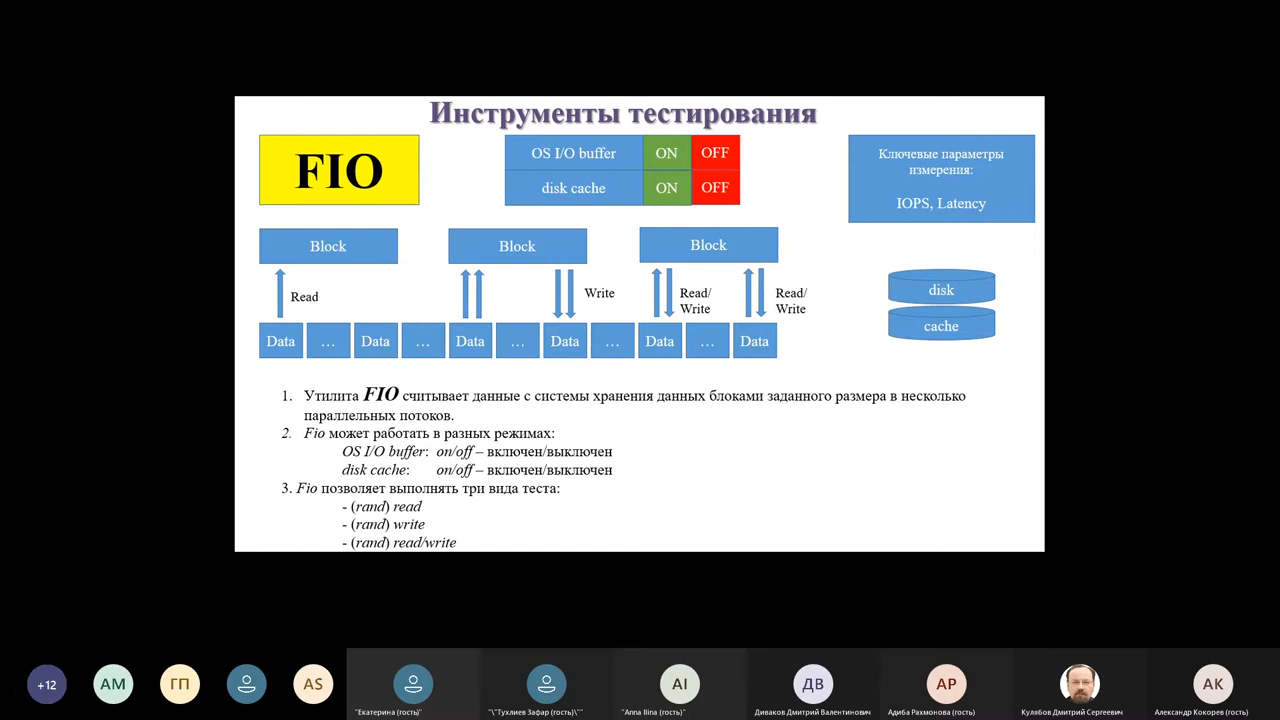 Инструменты тестирования
FIO
OS I/O buffer ON OFF
disk cache ON OFF
Ключевые параметры
измерения:
IOPS, Latency
Block Block Block
Read
Write
Read/
Write
Read/
Write
disk
cache
Data … Data … Data … Data … Data … Data
1. Утилита FIO считывает данные с системы хранения данных блоками заданного размера в несколько
параллельных потоков.
2. Fio может работать в разных режимах:
OS I/O buffer: on/off – включен/выключен
disk cache: on/off – включен/выключен
3. Fio позволяет выполнять три вида теста:
- (rand) read
- (rand) write
- (rand) read/write
+12 AM ГП AS AI ДВ АР АК
"Екатерина (гость)" "\"Тухлиев Зафар (гость)\"" "Anna Ilina (гость)" Диваков Дмитрий Валентинович Адиба Рахмонова (гость) Кулябов Дмитрий Сергеевич Александр Кокорев (гость)